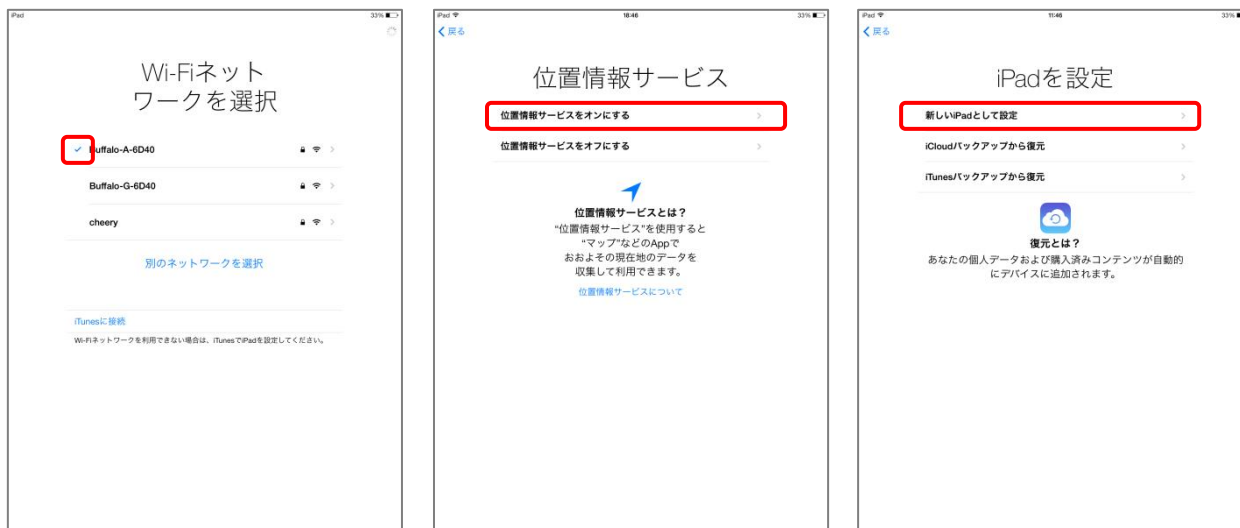 iPad
33%
Wi-Fiネット
ワークを選択
Buffalo-A-6D40
Buffalo-G-6D40
cheery
別のネットワークを選択
iTunesに接続
Wi-Fiネットワークを利用できない場合は、iTunesでiPadを設定してください。
iPad
18:46
33%
戻る
位置情報サービス
位置情報サービスをオンにする
位置情報サービスをオフにする
位置情報サービスとは？
“位置情報サービス”を使用すると
“マップ”などのAppで
おおよその現在地のデータを
収集して利用できます。
位置情報サービスについて
iPad
11:46
33%
戻る
iPadを設定
新しいiPadとして設定
iCloudバックアップから復元
iTunesバックアップから復元
復元とは？
あなたの個人データおよび購入済みコンテンツが自動的
にデバイスに追加されます。